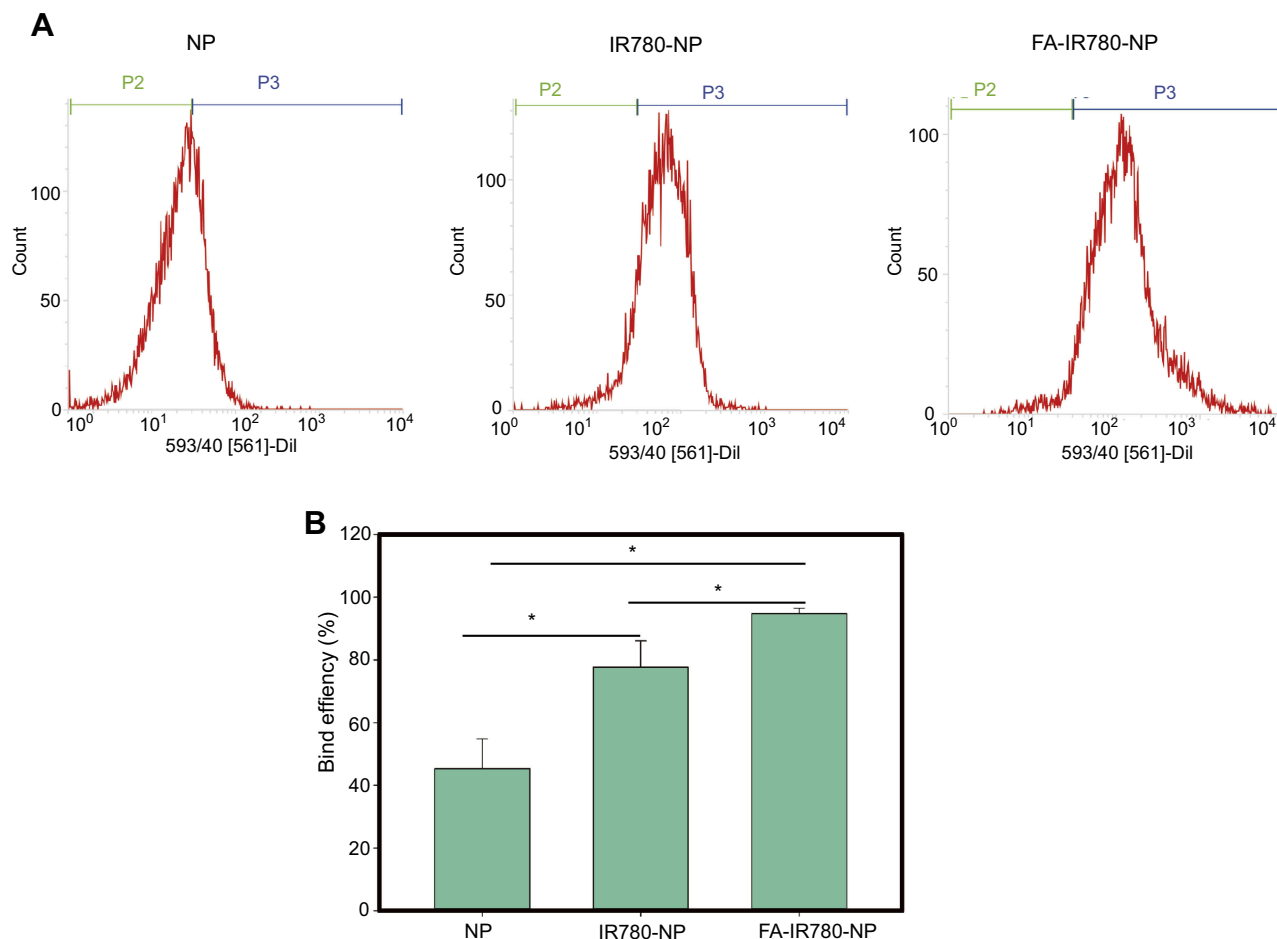 A
NP
IR780-NP
FA-IR780-NP
P2
P3
P2
P3
P2
P3
Count
100
50
0
10⁰
10¹
10²
10³
10⁴
593/40 [561]-Dil
Count
100
50
0
10⁰
10¹
10²
10³
10⁴
593/40 [561]-Dil
Count
100
50
0
10⁰
10¹
10²
10³
10⁴
593/40 [561]-Dil
B
Bind effiency (%)
120
100
80
60
40
20
0
*
*
*
NP
IR780-NP
FA-IR780-NP